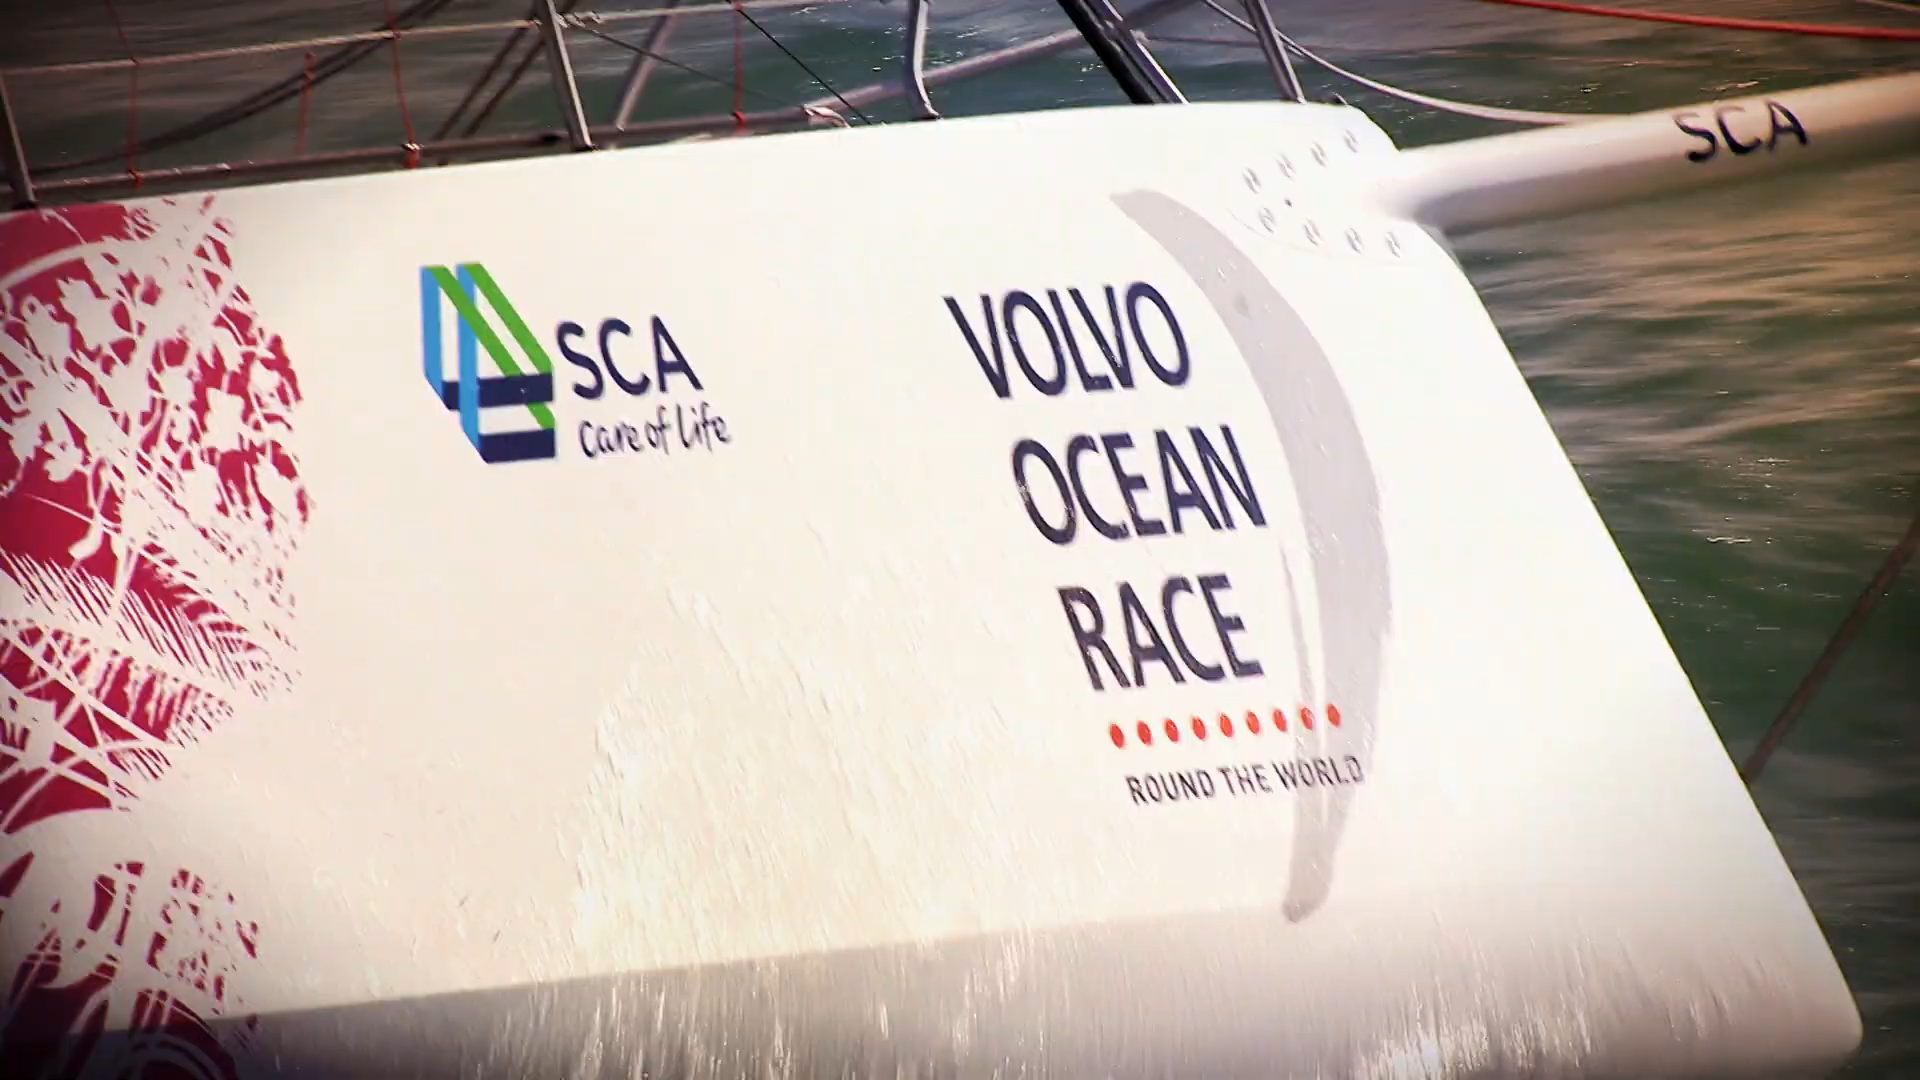 SCA
SCA
Care of life
VOLVO
OCEAN
RACE
ROUND THE WORLD